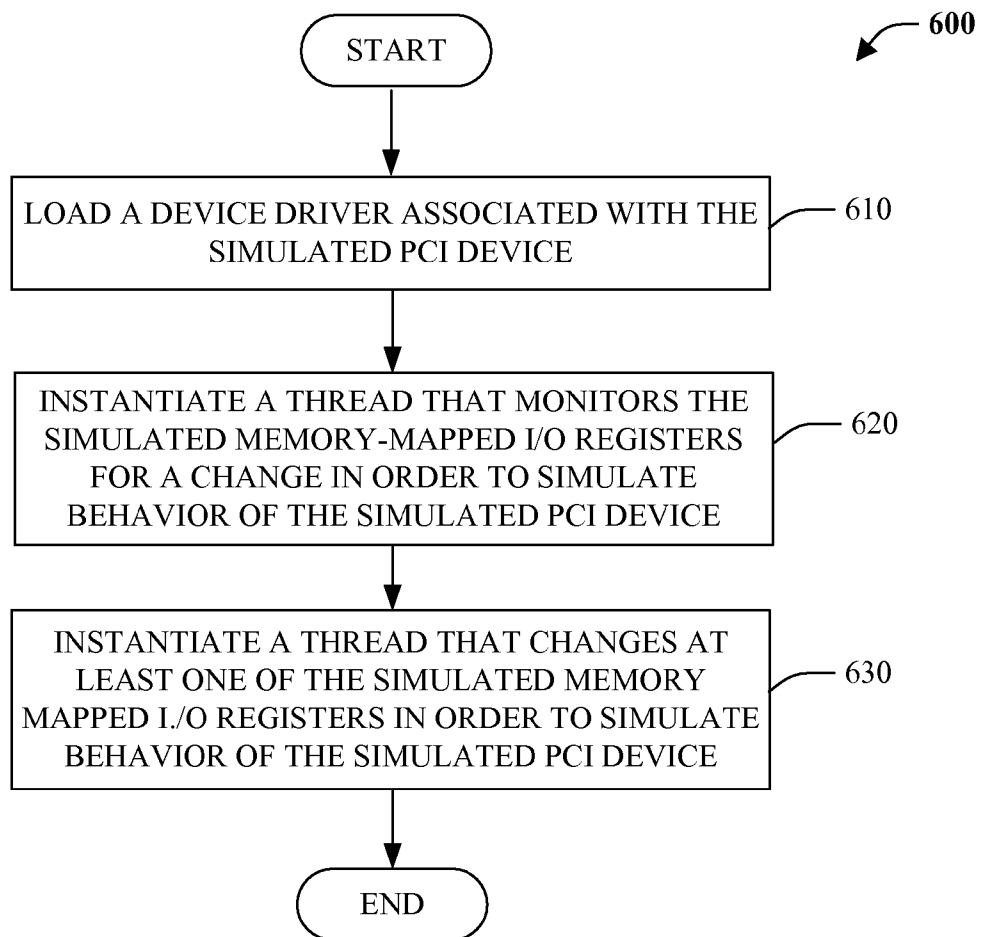 600
START
LOAD A DEVICE DRIVER ASSOCIATED WITH THE
SIMULATED PCI DEVICE
610
INSTANTIATE A THREAD THAT MONITORS THE
SIMULATED MEMORY-MAPPED I/O REGISTERS
FOR A CHANGE IN ORDER TO SIMULATE
BEHAVIOR OF THE SIMULATED PCI DEVICE
620
INSTANTIATE A THREAD THAT CHANGES AT
LEAST ONE OF THE SIMULATED MEMORY
MAPPED I./O REGISTERS IN ORDER TO SIMULATE
BEHAVIOR OF THE SIMULATED PCI DEVICE
630
END